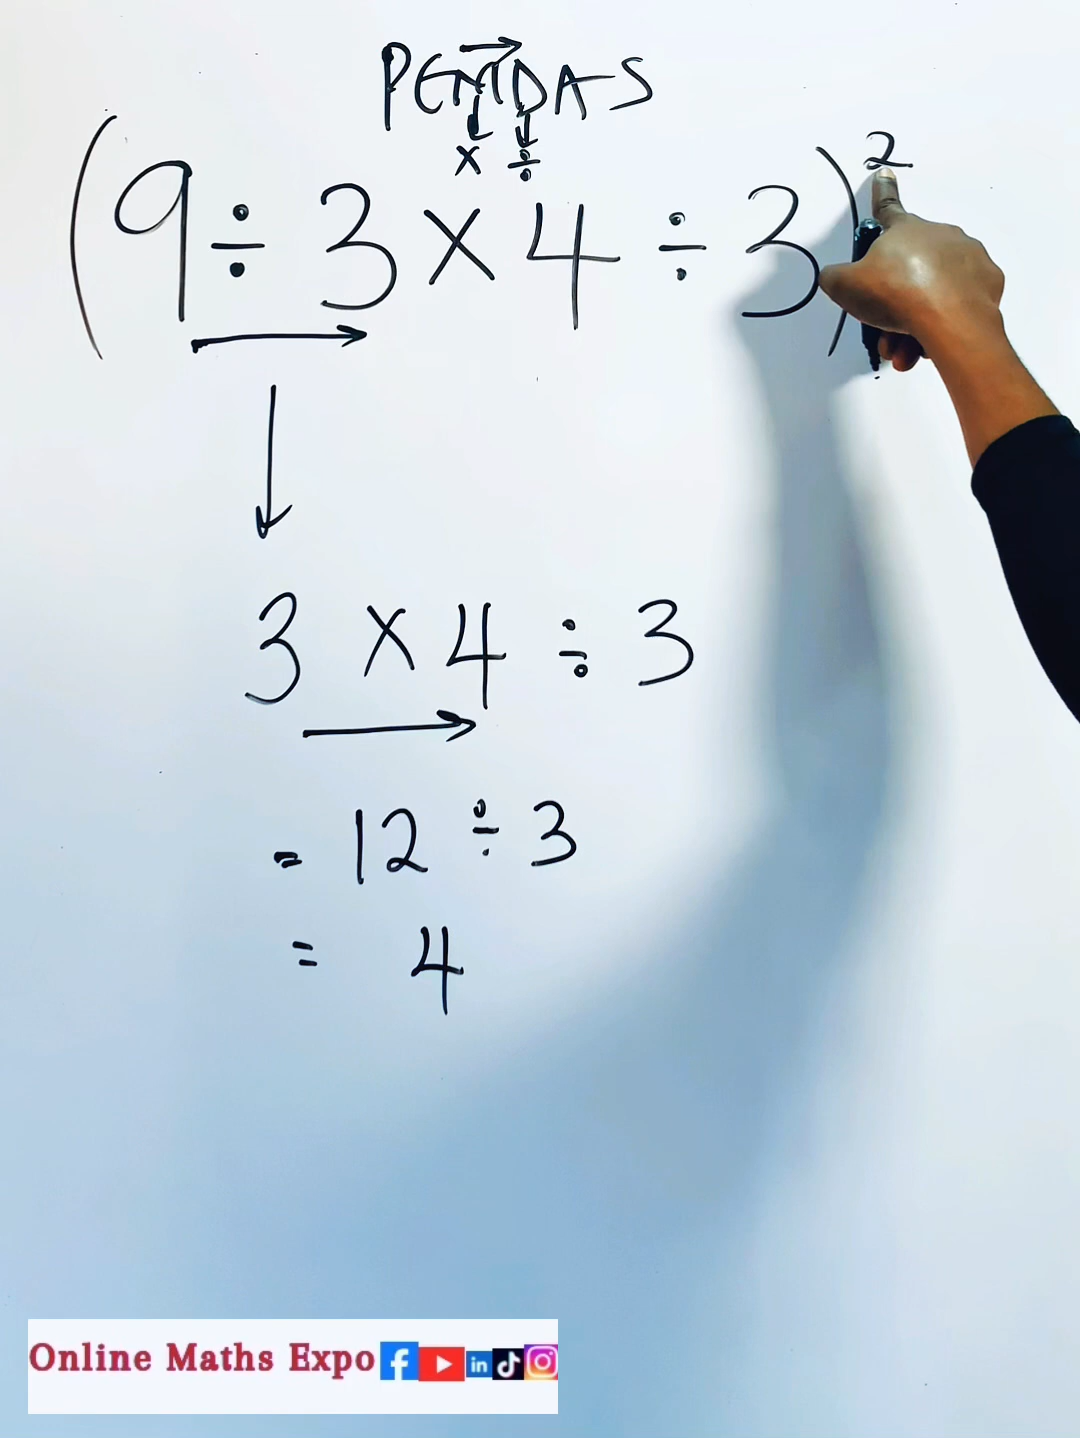 PEMDAS
× ÷
(9 ÷ 3 × 4 ÷ 3)²
3 × 4 ÷ 3
= 12 ÷ 3
= 4
Online Maths Expo